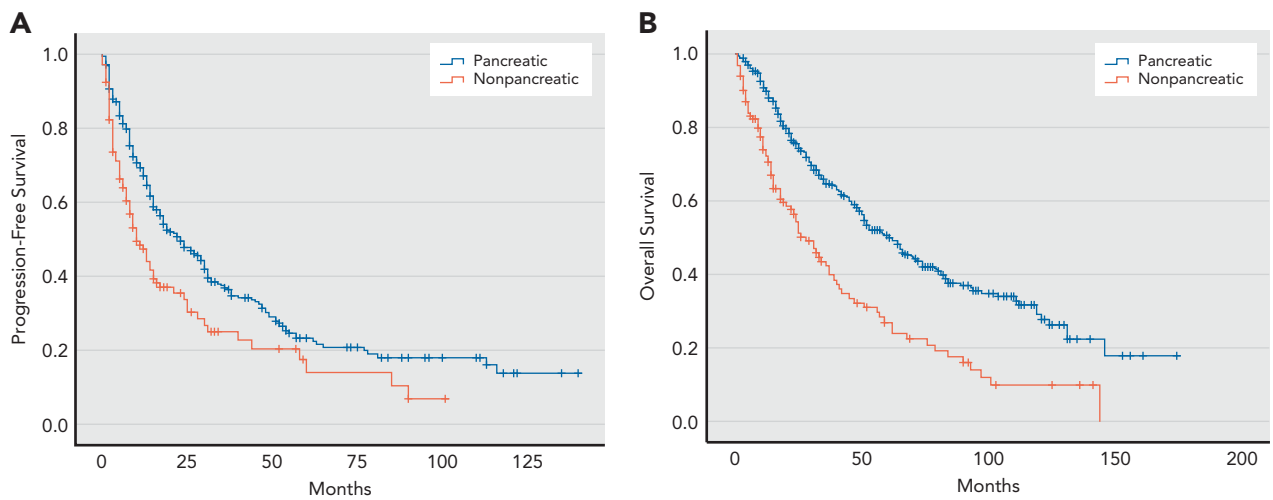 A
Progression-Free Survival
1.0
0.8
0.6
0.4
0.2
0.0
Pancreatic
Nonpancreatic
0 25 50 75 100 125
Months
B
Overall Survival
1.0
0.8
0.6
0.4
0.2
0.0
Pancreatic
Nonpancreatic
0 50 100 150 200
Months